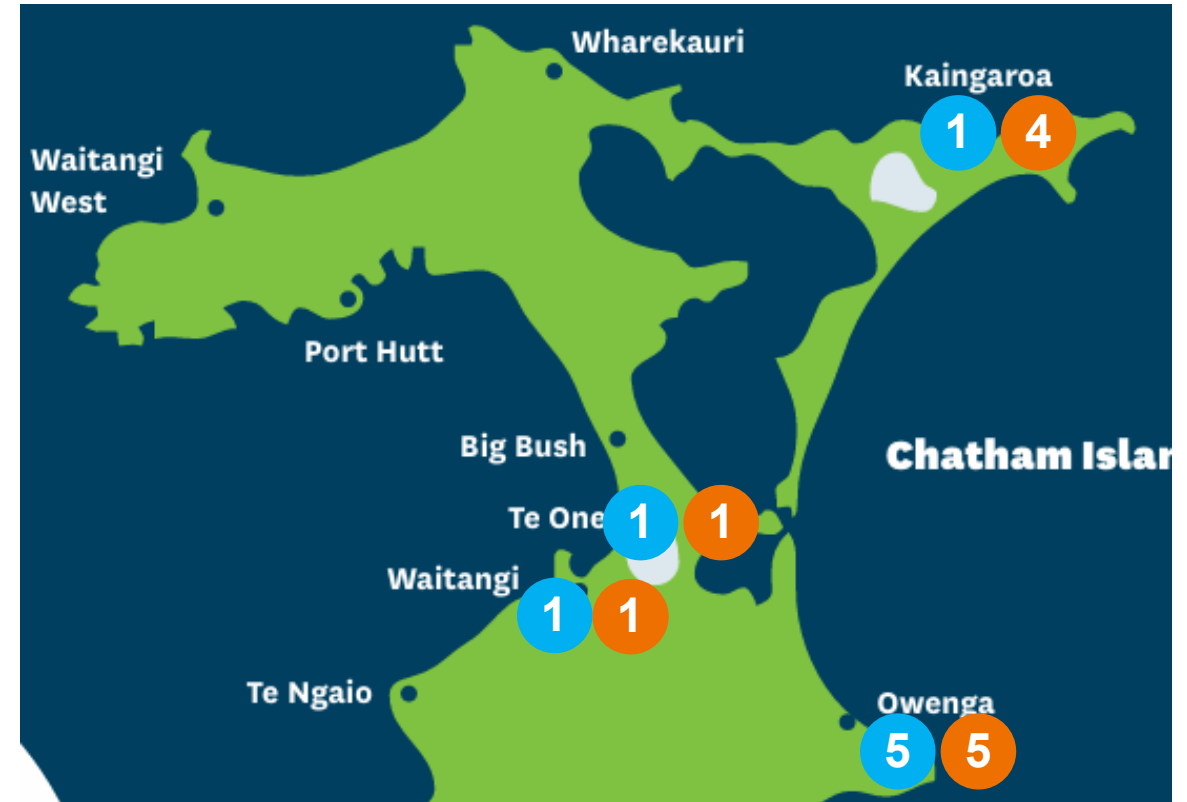 Wharekauri
Kaingaroa
1 4
Waitangi
West
Port Hutt
Big Bush
Chatham Islan
Te One
1 1
Waitangi
1 1
Te Ngaio
Owenga
5 5